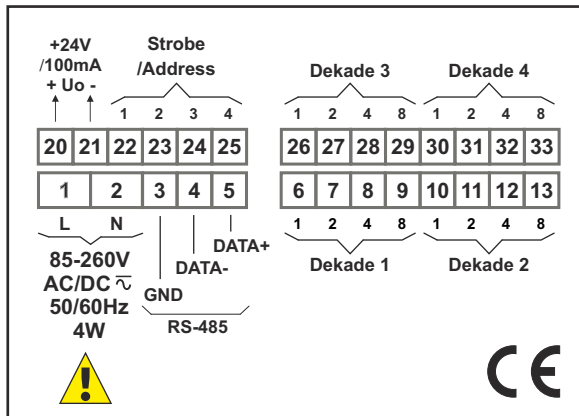 +24V
/100mA
+ Uo -
Strobe
/Address
1 2 3 4
Dekade 3
1 2 4 8
Dekade 4
1 2 4 8
20 21 22 23 24 25
26 27 28 29 30 31 32 33
1 2 3 4 5
6 7 8 9 10 11 12 13
L N
85-260V
AC/DC
50/60Hz
4W
GND
DATA-
DATA+
RS-485
1 2 4 8
Dekade 1
1 2 4 8
Dekade 2
!
CE